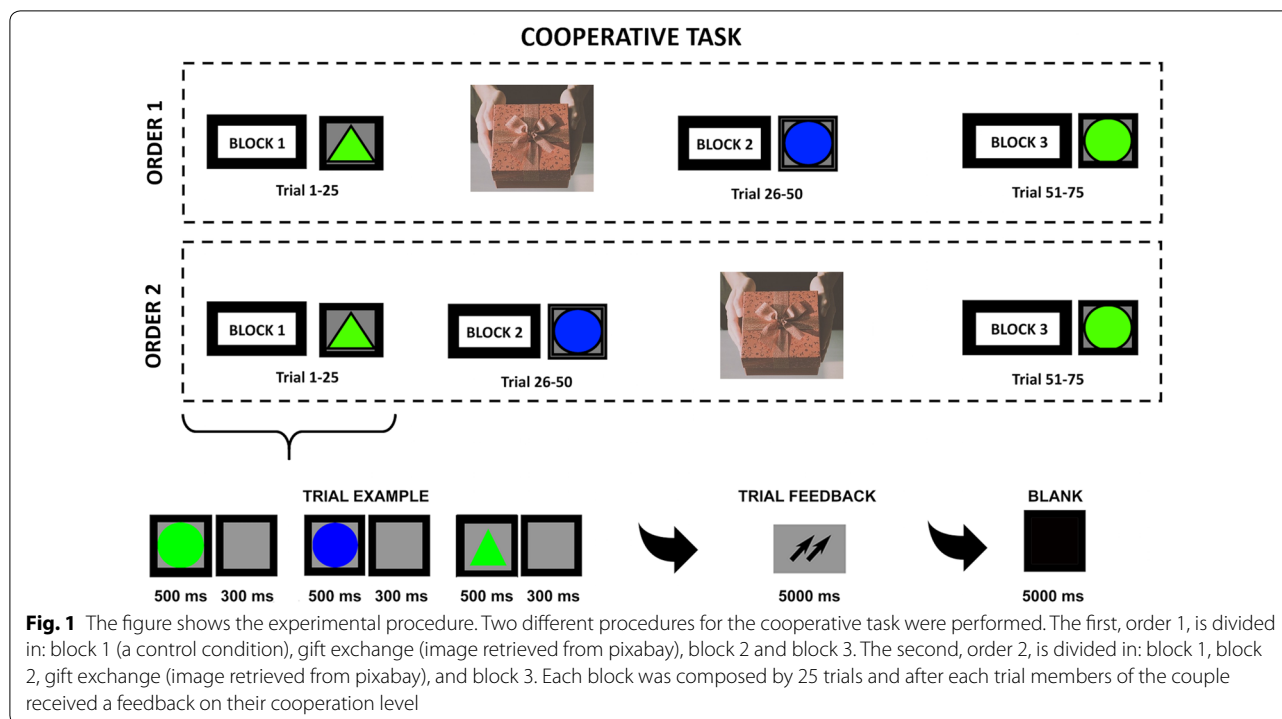 COOPERATIVE TASK
ORDER 1
BLOCK 1
BLOCK 2
BLOCK 3
Trial 1-25
Trial 26-50
Trial 51-75
ORDER 2
BLOCK 1
BLOCK 2
BLOCK 3
Trial 1-25
Trial 26-50
Trial 51-75
TRIAL EXAMPLE
TRIAL FEEDBACK
BLANK
500 ms 300 ms 500 ms 300 ms 500 ms 300 ms
5000 ms
5000 ms
Fig. 1 The figure shows the experimental procedure. Two different procedures for the cooperative task were performed. The first, order 1, is divided
in: block 1 (a control condition), gift exchange (image retrieved from pixabay), block 2 and block 3. The second, order 2, is divided in: block 1, block
2, gift exchange (image retrieved from pixabay), and block 3. Each block was composed by 25 trials and after each trial members of the couple
received a feedback on their cooperation level